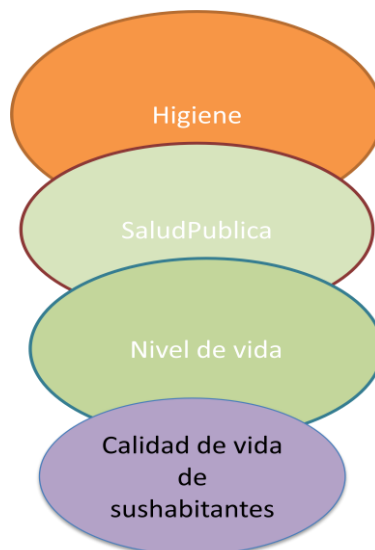 Higiene
SaludPublica
Nivel de vida
Calidad de vida
de
sushabitantes